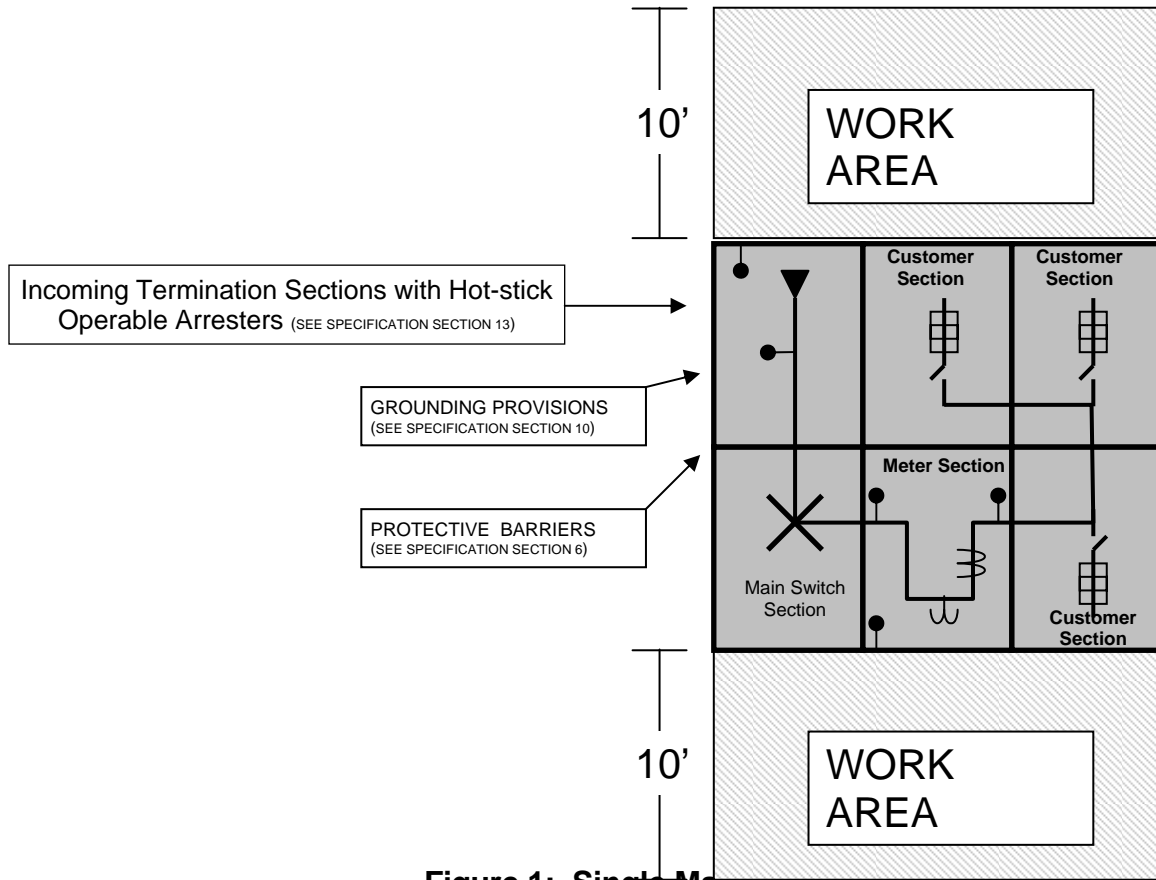 10'
WORK
AREA
Incoming Termination Sections with Hot-stick
Operable Arresters (SEE SPECIFICATION SECTION 13)
Customer
Section
Customer
Section
GROUNDING PROVISIONS
(SEE SPECIFICATION SECTION 10)
PROTECTIVE BARRIERS
(SEE SPECIFICATION SECTION 6)
Meter Section
Main Switch
Section
Customer
Section
10'
WORK
AREA
Figure 1: Single